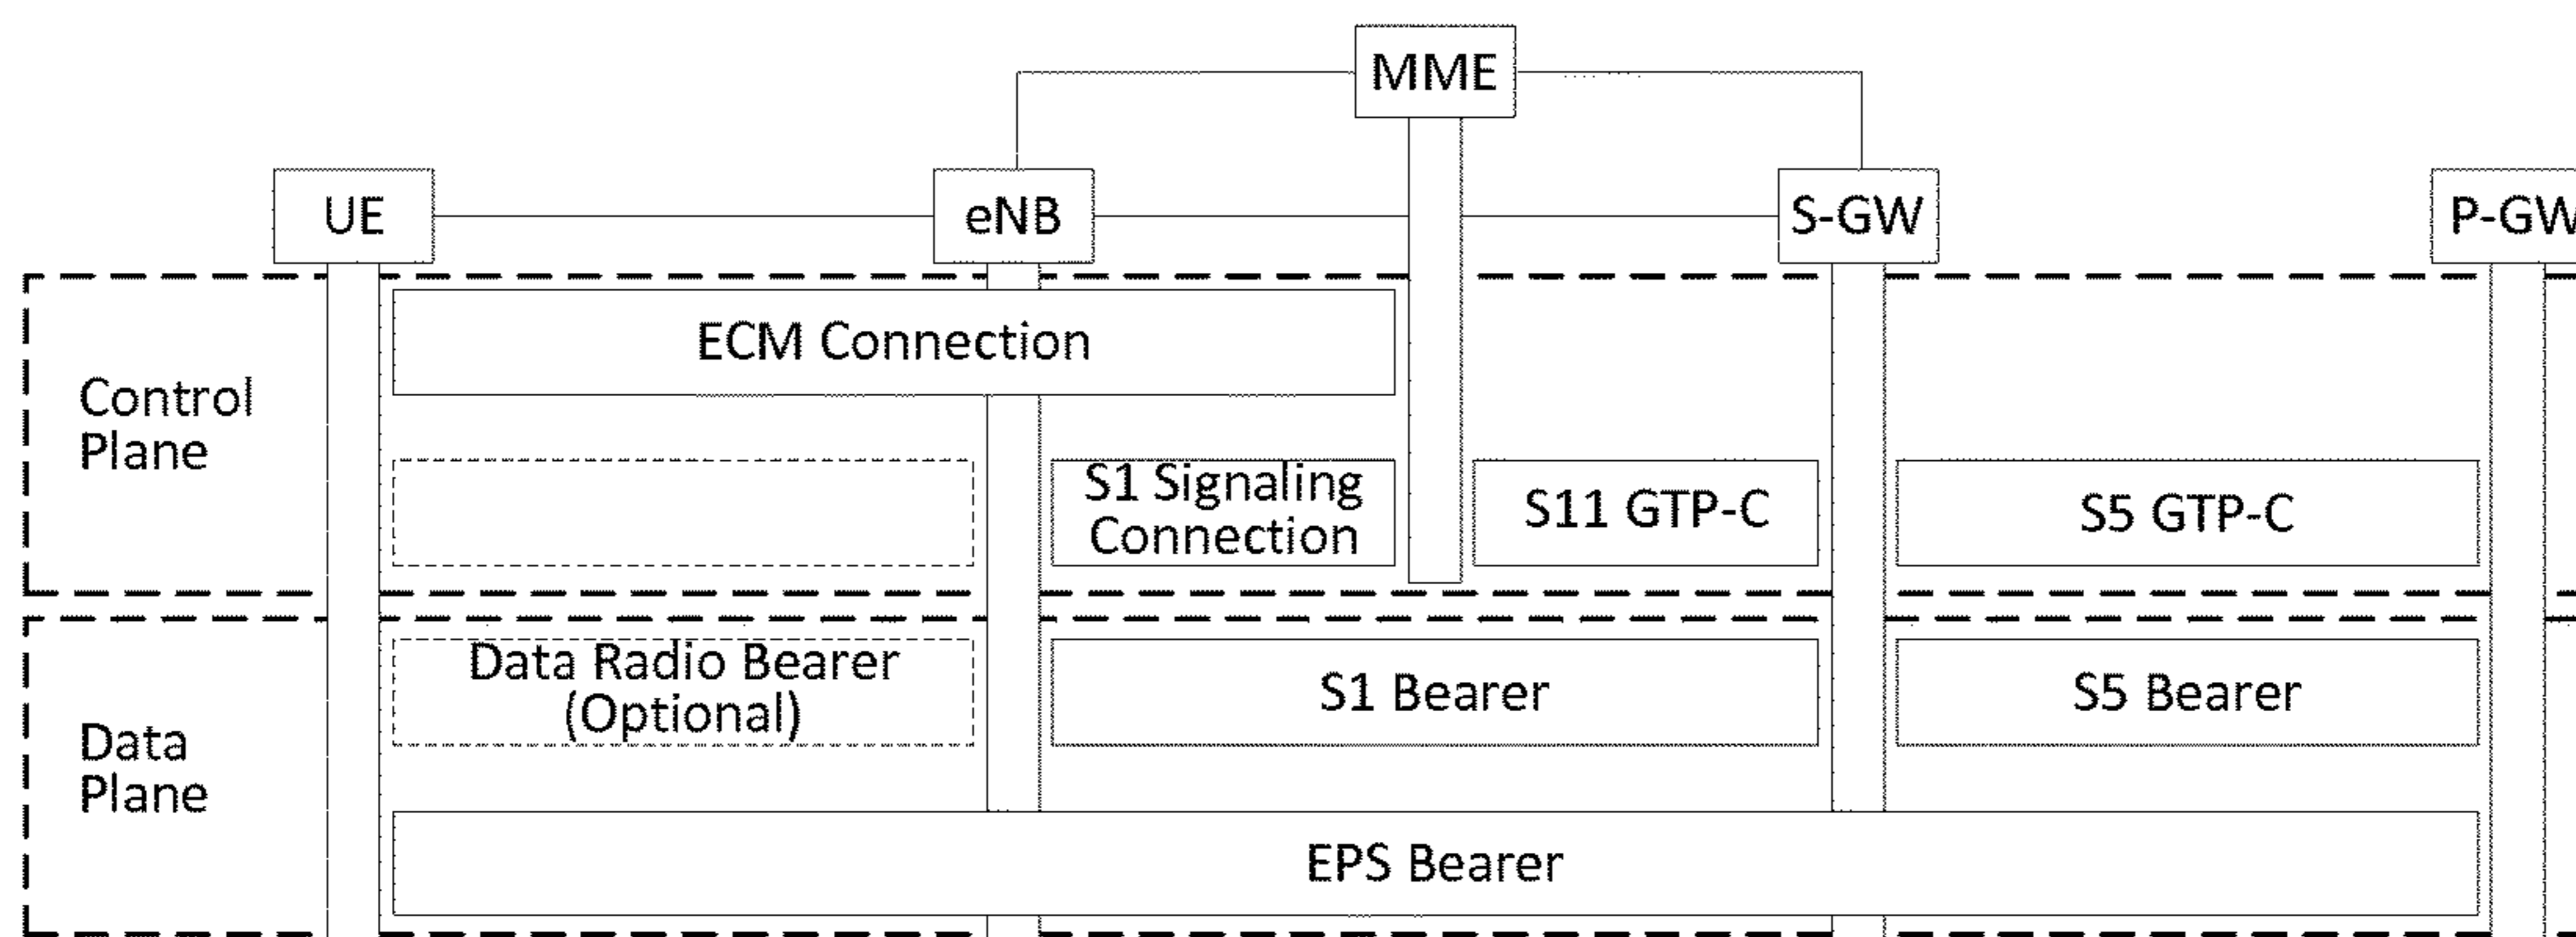 MME
UE
eNB
S-GW
P-GW
ECM Connection
Control
Plane
S1 Signaling
Connection
S11 GTP-C
S5 GTP-C
Data Radio Bearer
(Optional)
S1 Bearer
S5 Bearer
Data
Plane
EPS Bearer